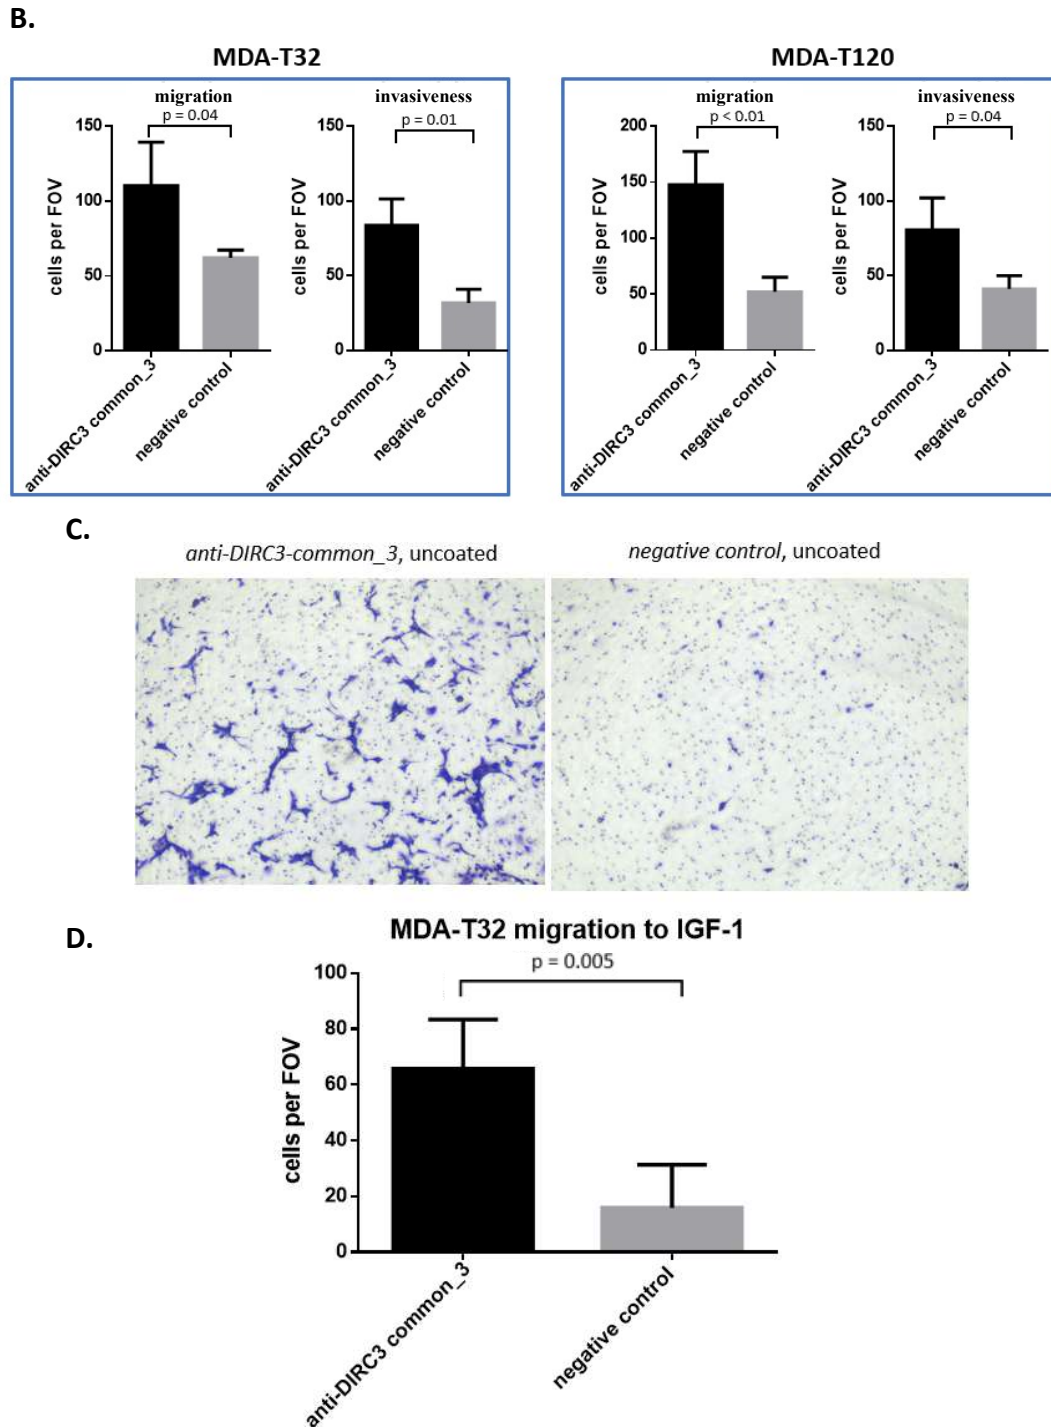 B.
MDA-T32
MDA-T120
migration
p = 0.04
invasiveness
p = 0.01
migration
p < 0.01
invasiveness
p = 0.04
cells per FOV
150
100
50
0
anti-DIRC3 common_3
negative control
cells per FOV
150
100
50
0
anti-DIRC3 common_3
negative control
cells per FOV
200
150
100
50
0
anti-DIRC3 common_3
negative control
cells per FOV
150
100
50
0
anti-DIRC3 common_3
negative control
C.
anti-DIRC3-common_3, uncoated
negative control, uncoated
D.
MDA-T32 migration to IGF-1
p = 0.005
cells per FOV
100
80
60
40
20
0
anti-DIRC3 common_3
negative control